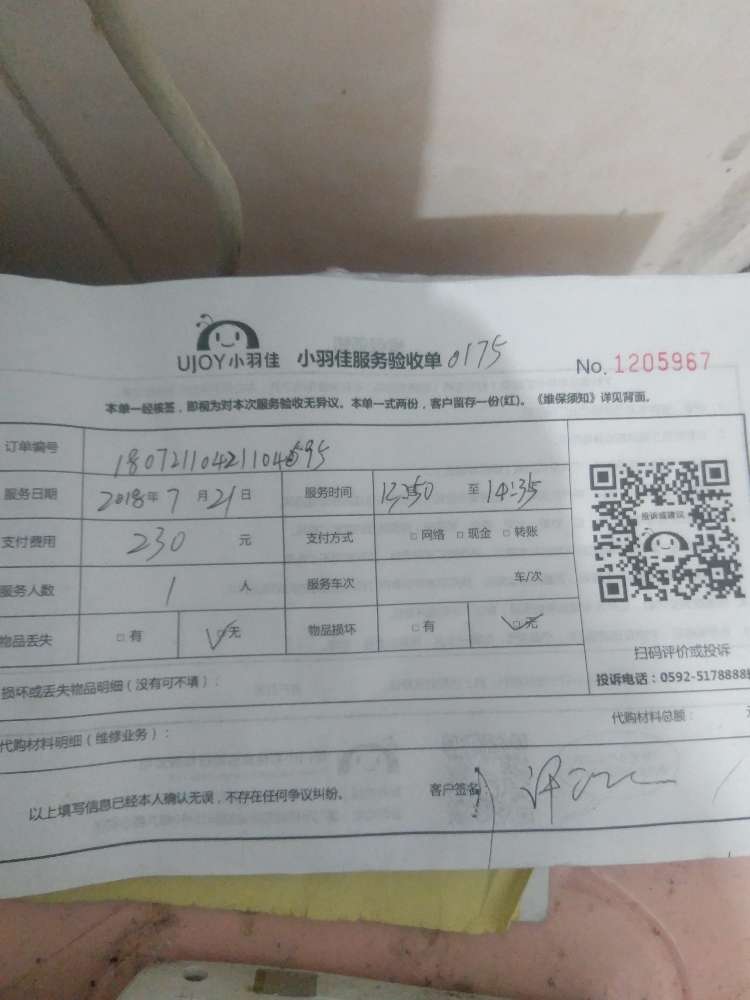 UJOY小羽佳 小羽佳服务验收单 0175 No. 1205967
本单一经核签，即视为对本次服务验收无异议。本单一式两份，客户留存一份(红)。《维保须知》详见背面。
订单编号 18072110421104595
服务日期 2018年 7 月 21日 服务时间 13:50 至 14:35
投诉或建议
支付费用 230 元 支付方式 □ 网络 □ 现金 □ 转账
服务人数 1 人 服务车次 车/次
物品丢失 □ 有 ☑ 无 物品损坏 □ 有 ☑ 无
扫码评价或投诉
损坏或丢失物品明细（没有可不填）：
投诉电话：0592-5178888
代购材料明细（维修业务）： 代购材料总额：
以上填写信息已经本人确认无误，不存在任何争议纠纷。 客户签名